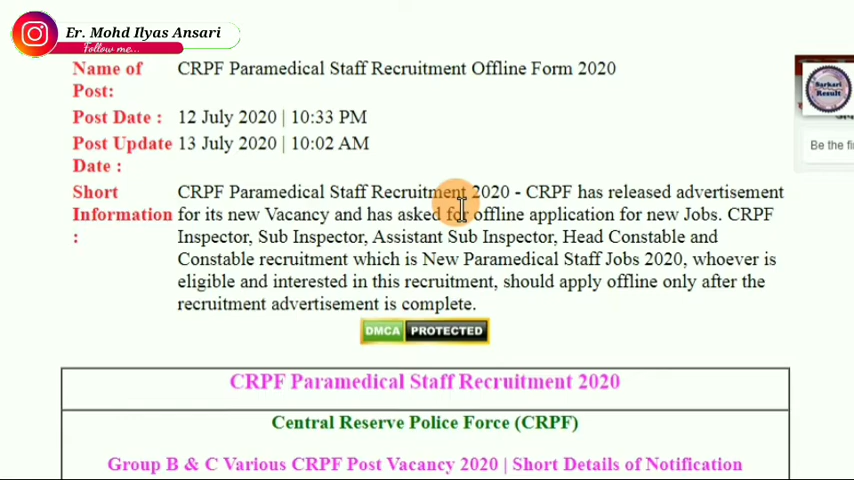 Er. Mohd Ilyas Ansari
Follow me...
Name of CRPF Paramedical Staff Recruitment Offline Form 2020
Post:
Post Date : 12 July 2020 | 10:33 PM
Post Update 13 July 2020 | 10:02 AM
Date :
Short CRPF Paramedical Staff Recruitment 2020 - CRPF has released advertisement
Information for its new Vacancy and has asked for offline application for new Jobs. CRPF
: Inspector, Sub Inspector, Assistant Sub Inspector, Head Constable and
Constable recruitment which is New Paramedical Staff Jobs 2020, whoever is
eligible and interested in this recruitment, should apply offline only after the
recruitment advertisement is complete.
DMCA PROTECTED
Sarkari
Result
Be the fi
CRPF Paramedical Staff Recruitment 2020
Central Reserve Police Force (CRPF)
Group B & C Various CRPF Post Vacancy 2020 | Short Details of Notification